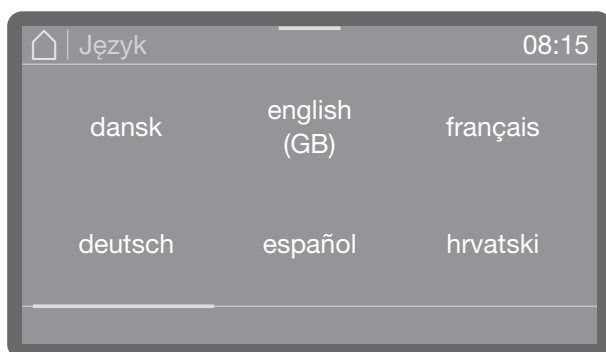 Język 08:15
dansk
english
(GB)
français
deutsch
español
hrvatski